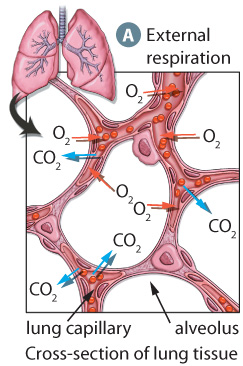 A External
respiration
O2
O2
O2
CO2
O2
O2
CO2
CO2
CO2
lung capillary alveolus
Cross-section of lung tissue